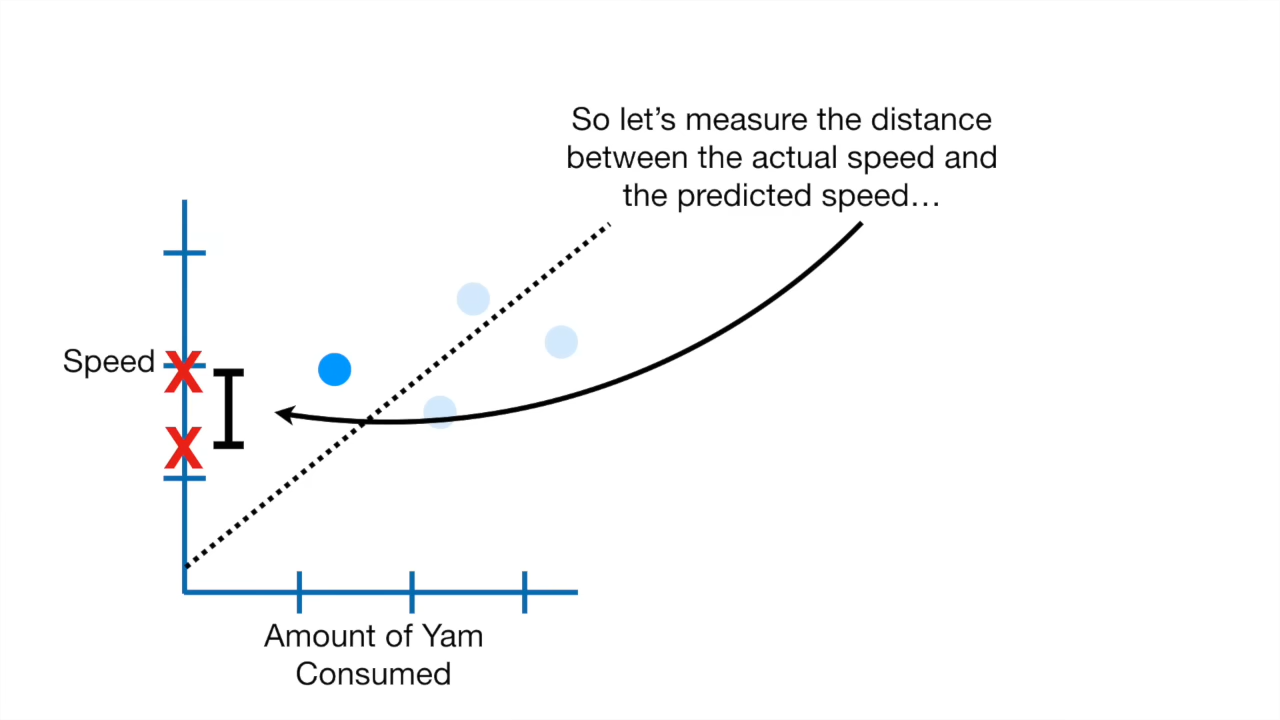 So let’s measure the distance
between the actual speed and
the predicted speed…
Speed
X
X
Amount of Yam
Consumed